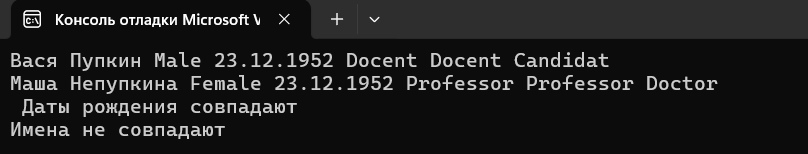 Консоль отладки Microsoft V
Вася Пупкин Male 23.12.1952 Docent Docent Candidat
Маша Непупкина Female 23.12.1952 Professor Professor Doctor
Даты рождения совпадают
Имена не совпадают